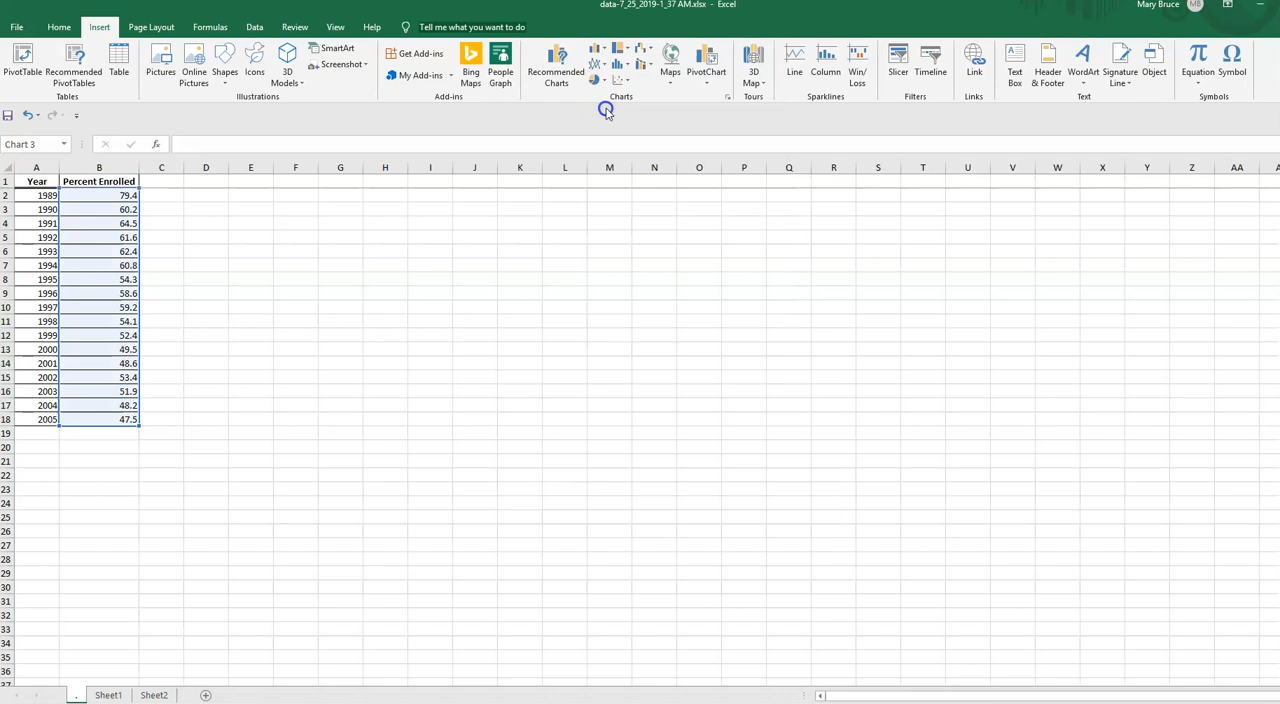 data-7_25_2019-1_37 AM.xlsx - Excel
Mary Bruce MB
File Home Insert Page Layout Formulas Data Review View Help Tell me what you want to do
PivotTable Recommended PivotTables Table
Pictures Online Pictures Shapes Icons 3D Models SmartArt Screenshot
Get Add-ins My Add-ins Bing Maps People Graph
Recommended Charts Maps PivotChart 3D Map
Line Column Win/Loss Slicer Timeline Link
Text Box Header & Footer WordArt Signature Line Object Equation Symbol
Tables Illustrations Add-ins Charts Tours Sparklines Filters Links Text Symbols
Chart 3 fx
A B C D E F G H I J K L M N O P Q R S T U V W X Y Z AA
1 Year Percent Enrolled
2 1989 79.4
3 1990 60.2
4 1991 64.5
5 1992 61.6
6 1993 62.4
7 1994 60.8
8 1995 54.3
9 1996 58.6
10 1997 59.2
11 1998 54.1
12 1999 52.4
13 2000 49.5
14 2001 48.6
15 2002 53.4
16 2003 51.9
17 2004 48.2
18 2005 47.5
19
20
21
22
23
24
25
26
27
28
29
30
31
32
33
34
35
36
. Sheet1 Sheet2